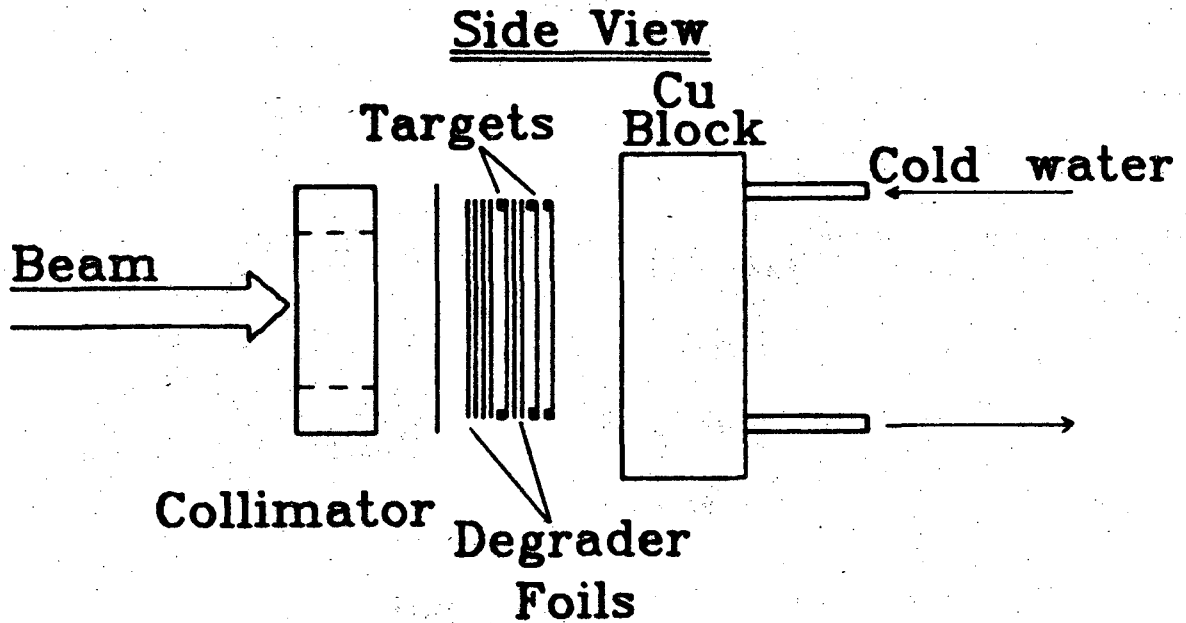 Side View
Cu
Block
Targets
Cold water
Beam
Collimator
Degrader
Foils